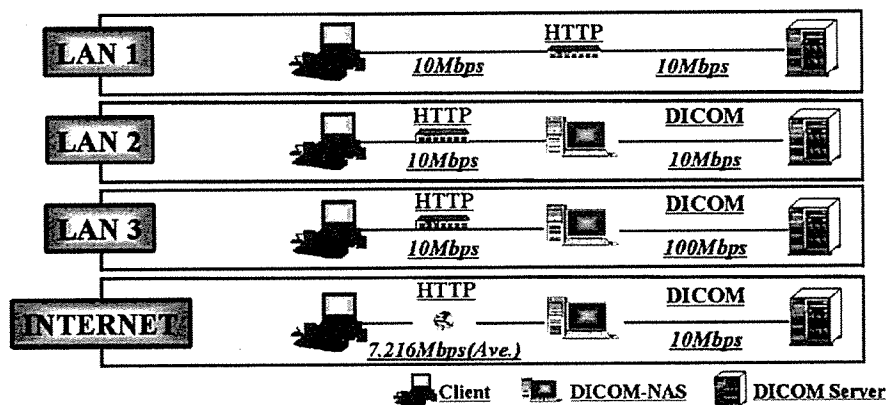 LAN 1
HTTP
10Mbps 10Mbps
LAN 2
HTTP DICOM
10Mbps 10Mbps
LAN 3
HTTP DICOM
10Mbps 100Mbps
INTERNET
HTTP DICOM
7.216Mbps(Ave.) 10Mbps
Client DICOM-NAS DICOM Server